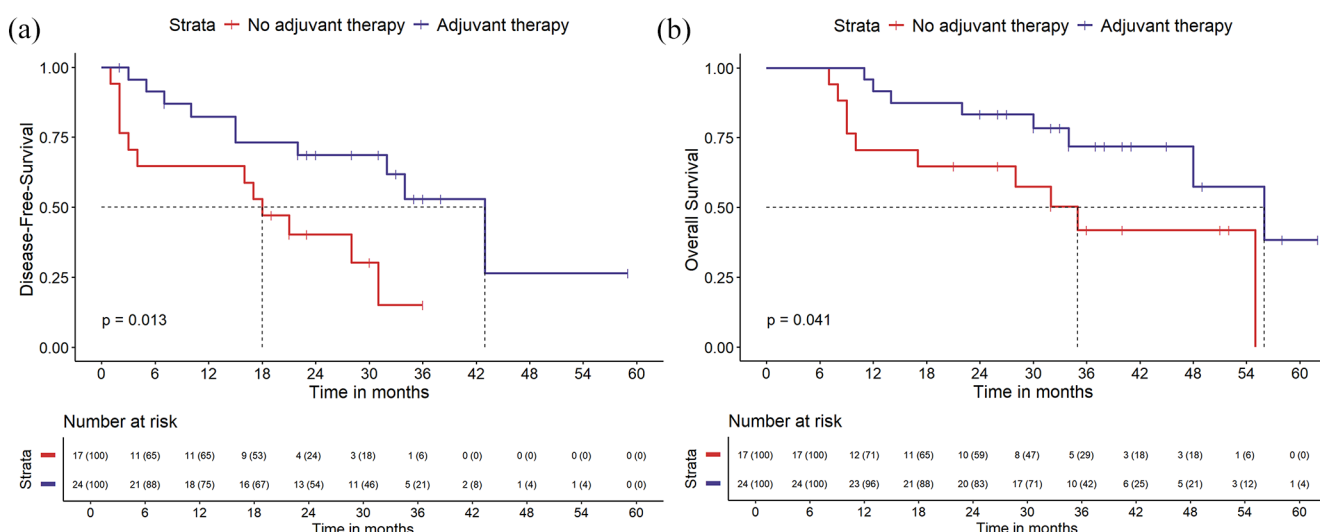 (a)
Strata No adjuvant therapy Adjuvant therapy
Disease-Free-Survival
1.00
0.75
0.50
0.25
0.00
p = 0.013
0 6 12 18 24 30 36 42 48 54 60
Time in months
Number at risk
Strata
17 (100) 11 (65) 11 (65) 9 (53) 4 (24) 3 (18) 1 (6) 0 (0) 0 (0) 0 (0) 0 (0)
24 (100) 21 (88) 18 (75) 16 (67) 13 (54) 11 (46) 5 (21) 2 (8) 1 (4) 1 (4) 0 (0)
0 6 12 18 24 30 36 42 48 54 60
Time in months
(b)
Strata No adjuvant therapy Adjuvant therapy
Overall Survival
1.00
0.75
0.50
0.25
0.00
p = 0.041
0 6 12 18 24 30 36 42 48 54 60
Time in months
Number at risk
Strata
17 (100) 17 (100) 12 (71) 11 (65) 10 (59) 8 (47) 5 (29) 3 (18) 3 (18) 1 (6) 0 (0)
24 (100) 24 (100) 23 (96) 21 (88) 20 (83) 17 (71) 10 (42) 6 (25) 5 (21) 3 (12) 1 (4)
0 6 12 18 24 30 36 42 48 54 60
Time in months